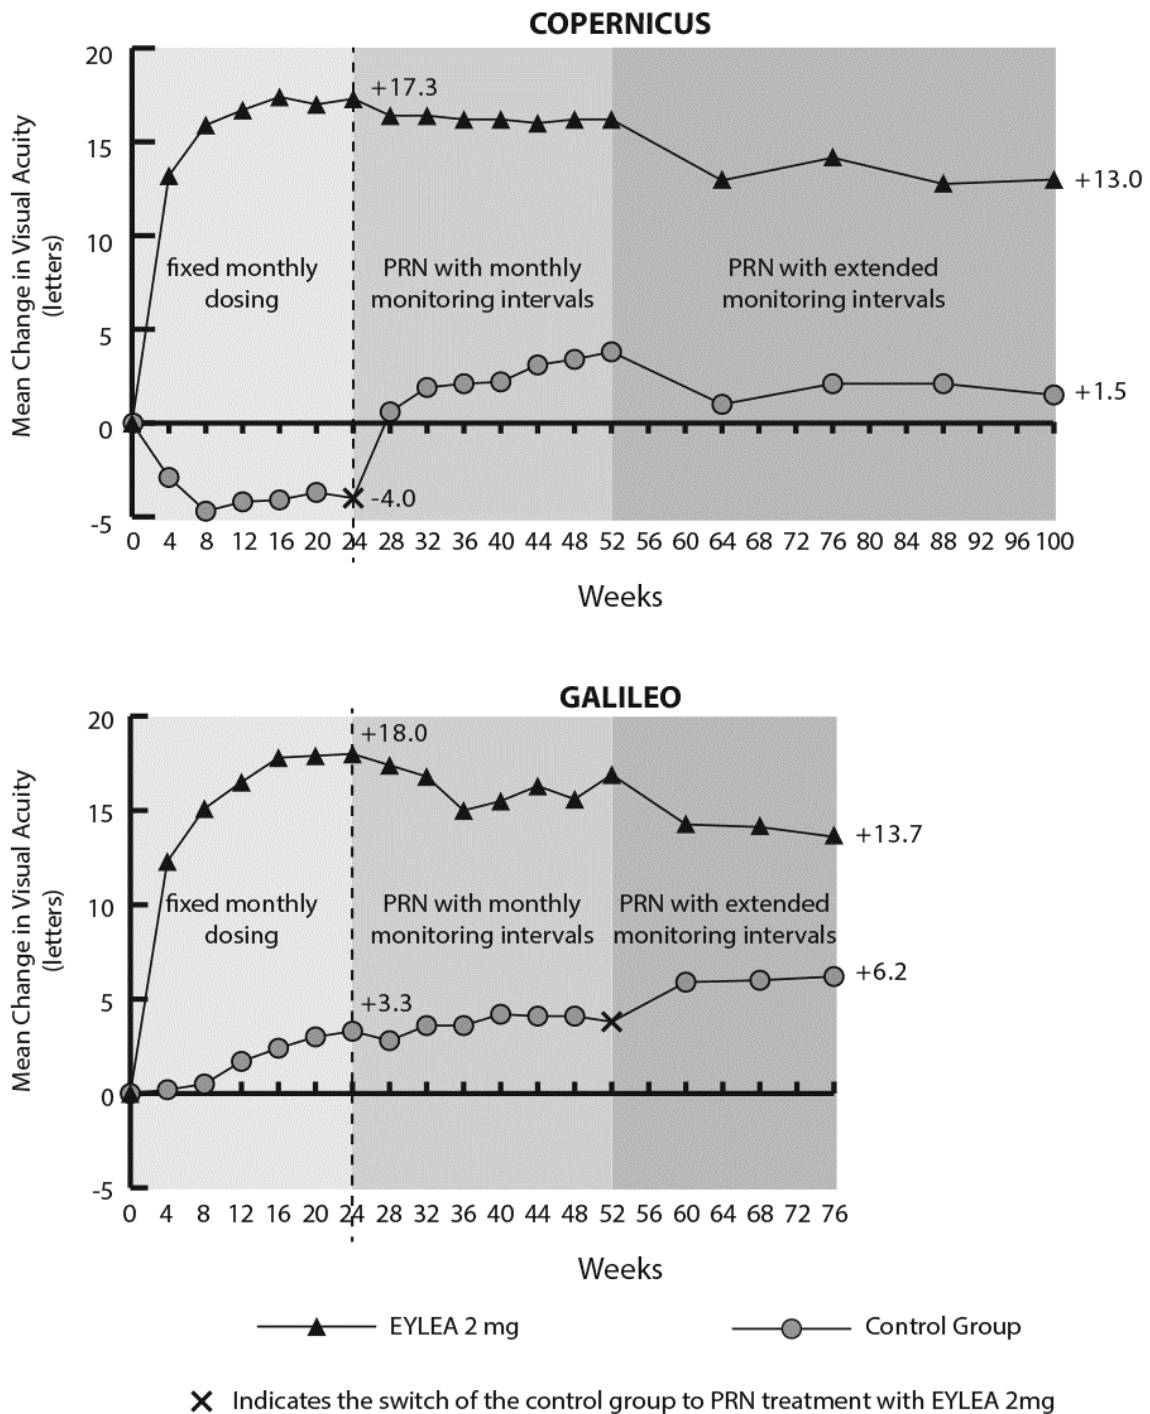 COPERNICUS
20
15
10
5
0
-5
Mean Change in Visual Acuity
(letters)
+17.3
+13.0
fixed monthly
dosing
PRN with monthly
monitoring intervals
PRN with extended
monitoring intervals
+1.5
-4.0
0 4 8 12 16 20 24 28 32 36 40 44 48 52 56 60 64 68 72 76 80 84 88 92 96 100
Weeks
GALILEO
20
15
10
5
0
-5
Mean Change in Visual Acuity
(letters)
+18.0
+13.7
fixed monthly
dosing
PRN with monthly
monitoring intervals
PRN with extended
monitoring intervals
+6.2
+3.3
0 4 8 12 16 20 24 28 32 36 40 44 48 52 56 60 64 68 72 76
Weeks
EYLEA 2 mg
Control Group
Indicates the switch of the control group to PRN treatment with EYLEA 2mg